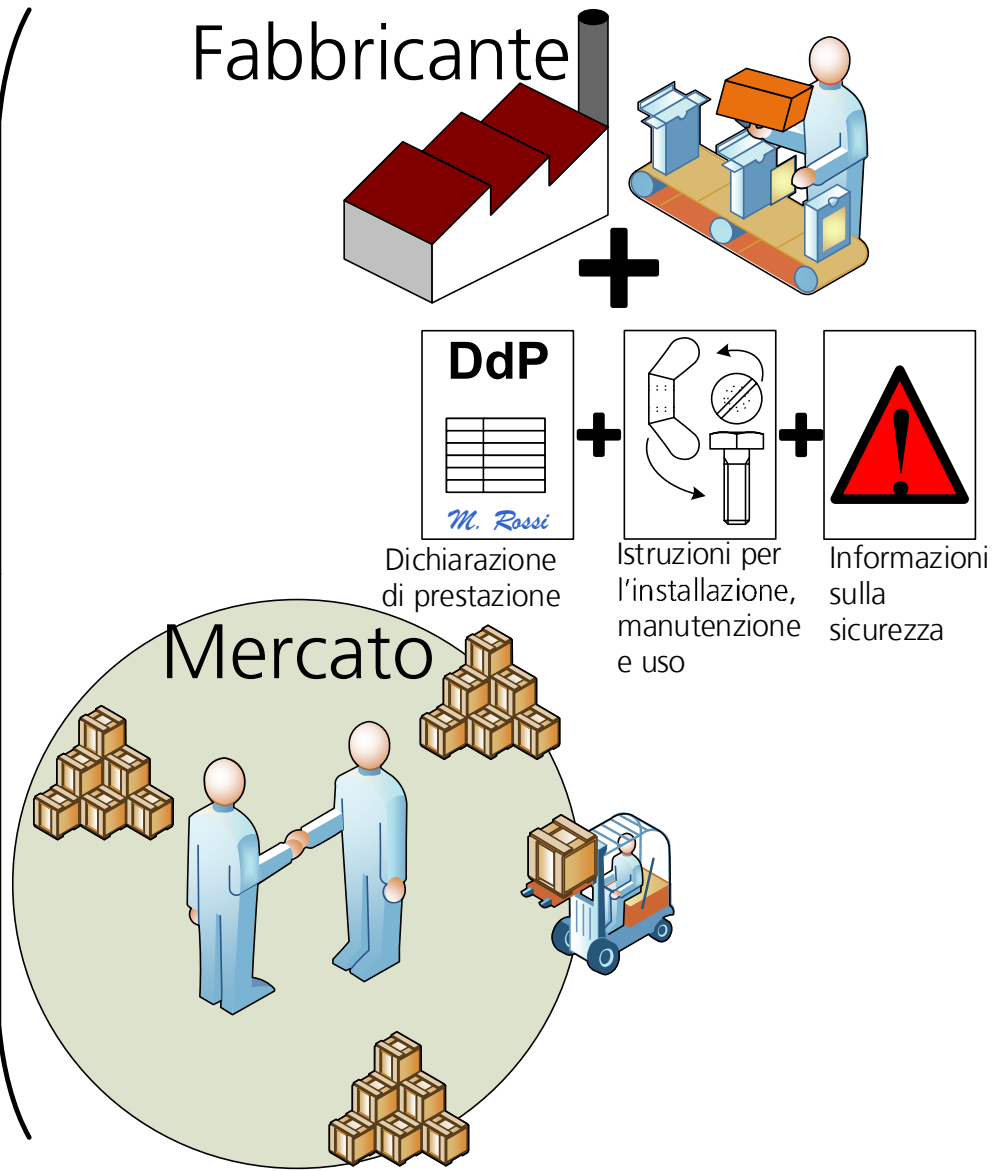 Fabbricante
DdP
M. Rossi
Dichiarazione
di prestazione
Istruzioni per
l'installazione,
manutenzione
e uso
Informazioni
sulla
sicurezza
Mercato